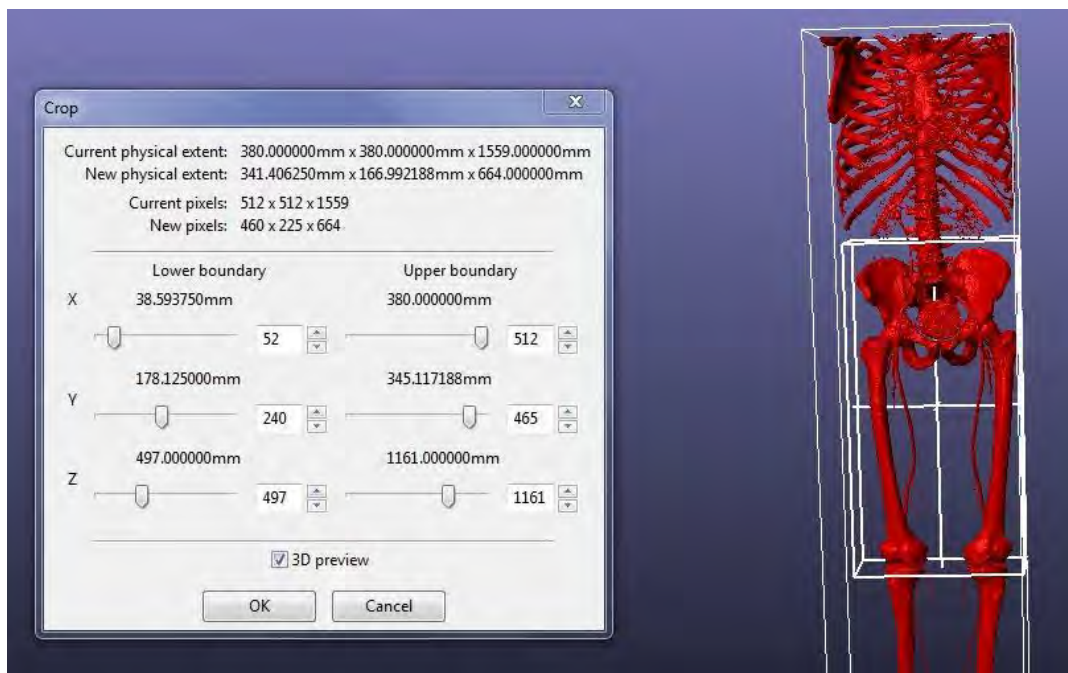 Crop
Current physical extent: 380.000000mm x 380.000000mm x 1559.000000mm
New physical extent: 341.406250mm x 166.992188mm x 664.000000mm
Current pixels: 512 x 512 x 1559
New pixels: 460 x 225 x 664
Lower boundary Upper boundary
X 38.593750mm 380.000000mm
52 512
178.125000mm 345.117188mm
Y
240 465
497.000000mm 1161.000000mm
Z
497 1161
3D preview
OK Cancel